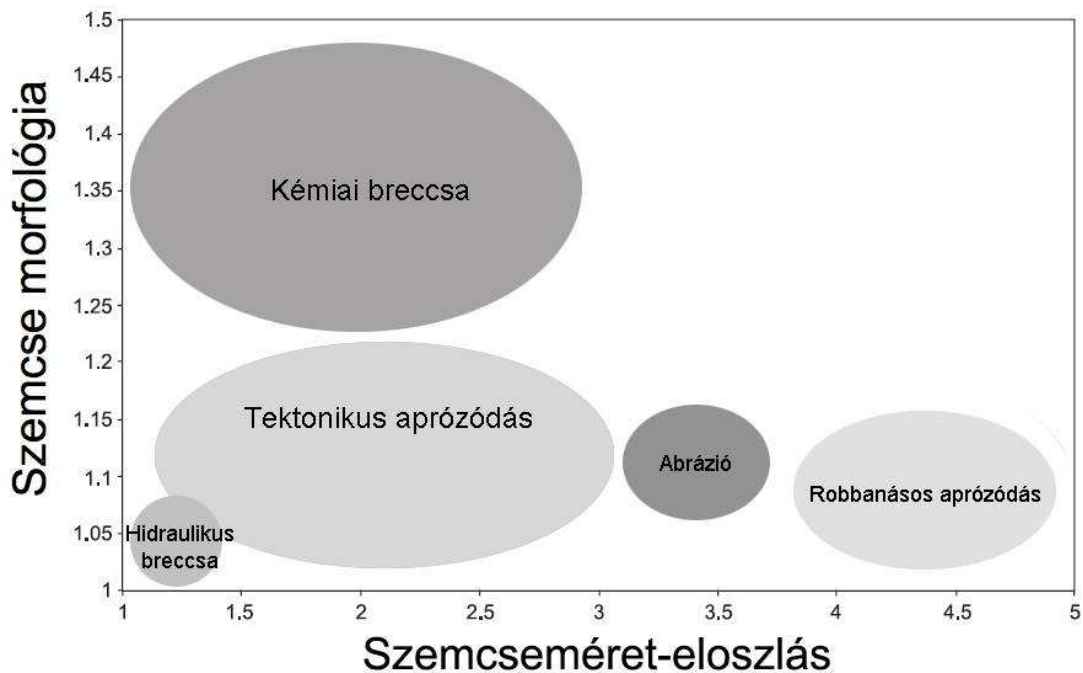 Szemcse morfológia
1.5
1.45
1.4
1.35
1.3
1.25
1.2
1.15
1.1
1.05
1
Kémiai breccsa
Tektonikus aprózódás
Abrázió
Robbanásos aprózódás
Hidraulikus
breccsa
1 1.5 2 2.5 3 3.5 4 4.5 5
Szemcseméret-eloszlás